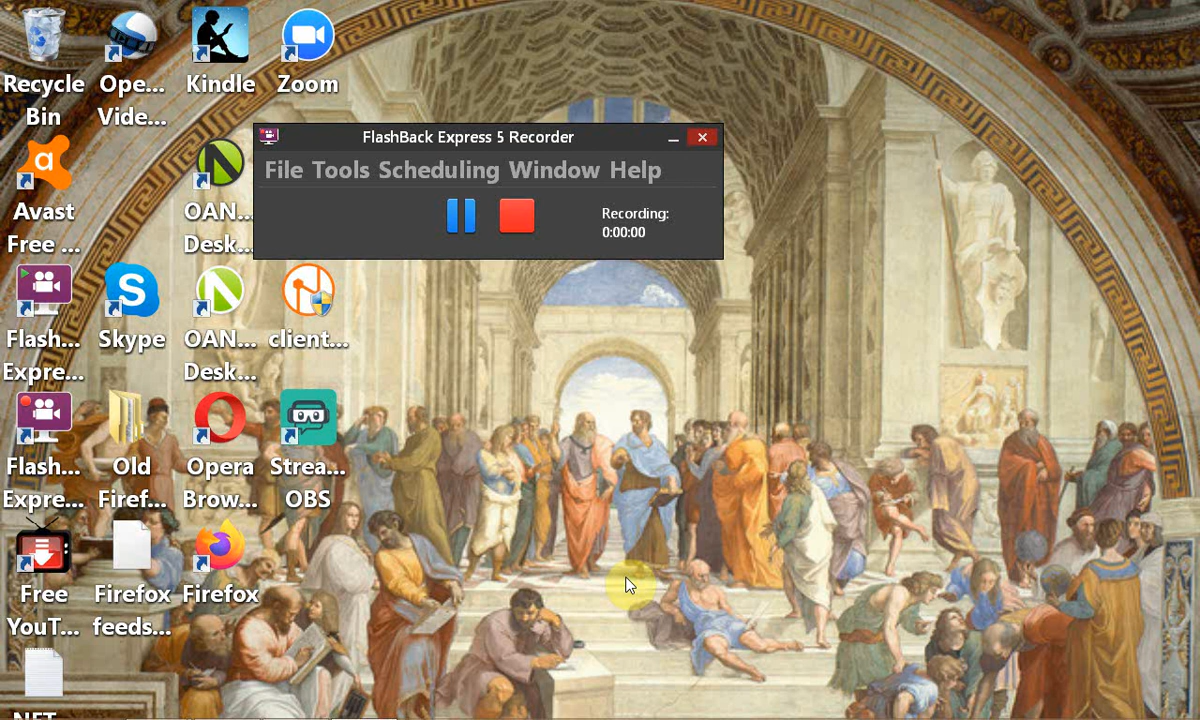 Recycle
Bin
Ope...
Vide...
Kindle
Zoom
FlashBack Express 5 Recorder
File Tools Scheduling Window Help
Recording:
0:00:00
Avast
Free ...
OAN...
Desk...
Flash...
Expre...
S
Skype
OAN...
Desk...
client...
Flash...
Expre...
Old
Firef...
Opera
Brow...
Strea...
OBS
Free
YouT...
Firefox
feeds...
Firefox